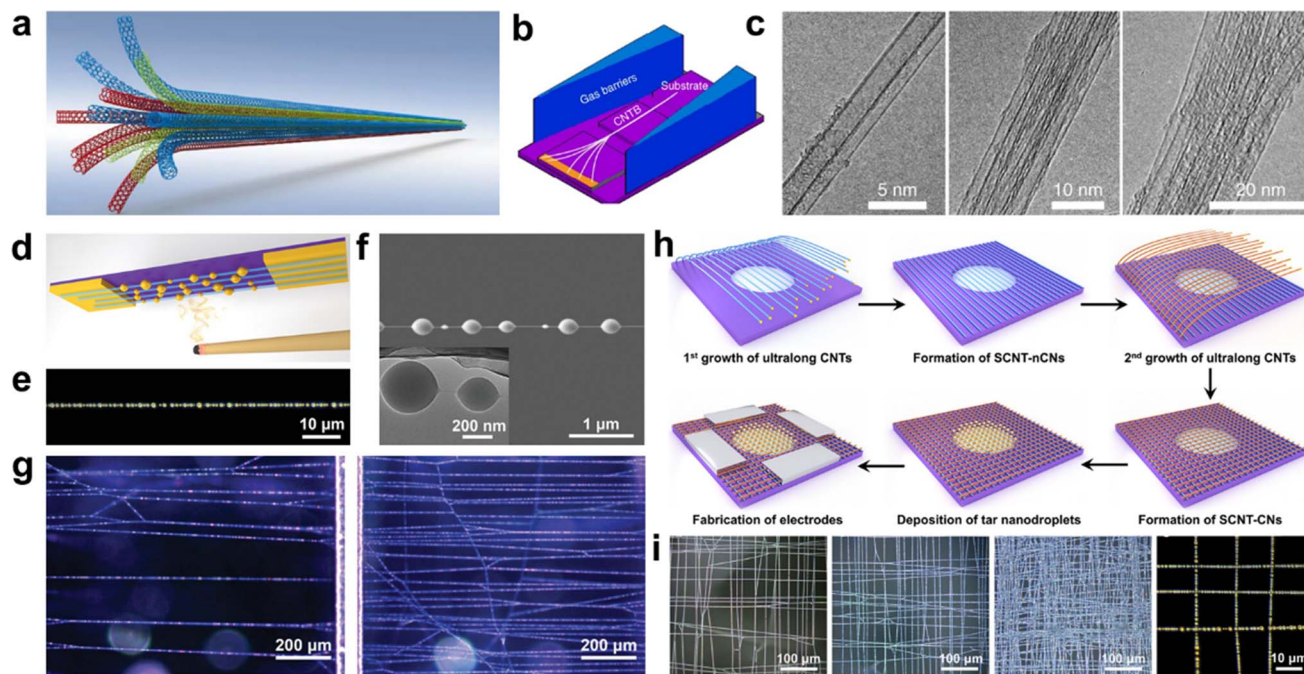 a
b
Gas barriers
Substrate
CNTB
c
5 nm
10 nm
20 nm
d
e
10 μm
f
200 nm
1 μm
g
200 μm
200 μm
h
1st growth of ultralong CNTs
Formation of SCNT-nCNs
2nd growth of ultralong CNTs
Fabrication of electrodes
Deposition of tar nanodroplets
Formation of SCNT-CNs
i
100 μm
100 μm
100 μm
10 μm